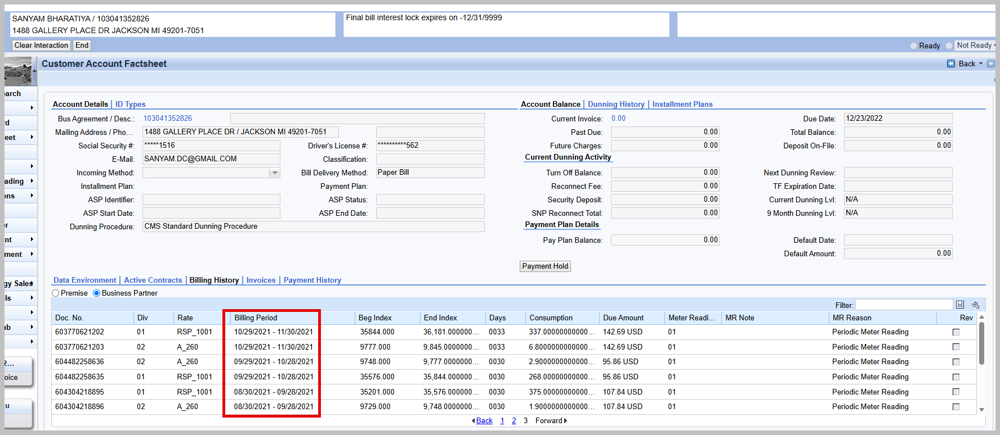 SANYAM BHARATIYA / 103041352826
1488 GALLERY PLACE DR JACKSON MI 49201-7051
Final bill interest lock expires on -12/31/9999
Clear Interaction End
Ready Not Ready
Customer Account Factsheet
Back
earch
rd
eet
ading
ons
er
nt
ment
gy Sales
ls
ub
2...
oice
u
Account Details | ID Types
Bus Agreement / Desc.: 103041352826
Mailing Address / Pho... 1488 GALLERY PLACE DR / JACKSON MI 49201-7051
Social Security #: *****1516 Driver's License #: **********562
E-Mail: SANYAM.DC@GMAIL.COM Classification:
Incoming Method: Bill Delivery Method: Paper Bill
Installment Plan: Payment Plan:
ASP Identifier: ASP Status:
ASP Start Date: ASP End Date:
Dunning Procedure: CMS Standard Dunning Procedure
Account Balance | Dunning History | Installment Plans
Current Invoice: 0.00 Due Date: 12/23/2022
Past Due: 0.00 Total Balance: 0.00
Future Charges: 0.00 Deposit On-File: 0.00
Current Dunning Activity
Turn Off Balance: 0.00 Next Dunning Review:
Reconnect Fee: 0.00 TF Expiration Date:
Security Deposit: 0.00 Current Dunning Lvl: N/A
SNP Reconnect Total: 0.00 9 Month Dunning Lvl: N/A
Payment Plan Details
Pay Plan Balance: 0.00 Default Date:
Default Amount: 0.00
Payment Hold
Data Environment | Active Contracts | Billing History | Invoices | Payment History
Premise Business Partner
Filter:
Doc. No. Div Rate Billing Period Beg Index End Index Days Consumption Due Amount Meter Readi... MR Note MR Reason Rev
603770621202 01 RSP_1001 10/29/2021 - 11/30/2021 35844.000 36,181.000000... 0033 337.00000000000... 142.69 USD 01 Periodic Meter Reading
603770621203 02 A_260 10/29/2021 - 11/30/2021 9777.000 9,845.0000000... 0033 6.8000000000000... 142.69 USD 01 Periodic Meter Reading
604482258636 02 A_260 09/29/2021 - 10/28/2021 9748.000 9,777.0000000... 0030 2.9000000000000... 95.86 USD 01 Periodic Meter Reading
604482258635 01 RSP_1001 09/29/2021 - 10/28/2021 35576.000 35,844.000000... 0030 268.00000000000... 95.86 USD 01 Periodic Meter Reading
604304218895 01 RSP_1001 08/30/2021 - 09/28/2021 35201.000 35,576.000000... 0030 375.00000000000... 107.84 USD 01 Periodic Meter Reading
604304218896 02 A_260 08/30/2021 - 09/28/2021 9729.000 9,748.0000000... 0030 1.9000000000000... 107.84 USD 01 Periodic Meter Reading
Back 1 2 3 Forward